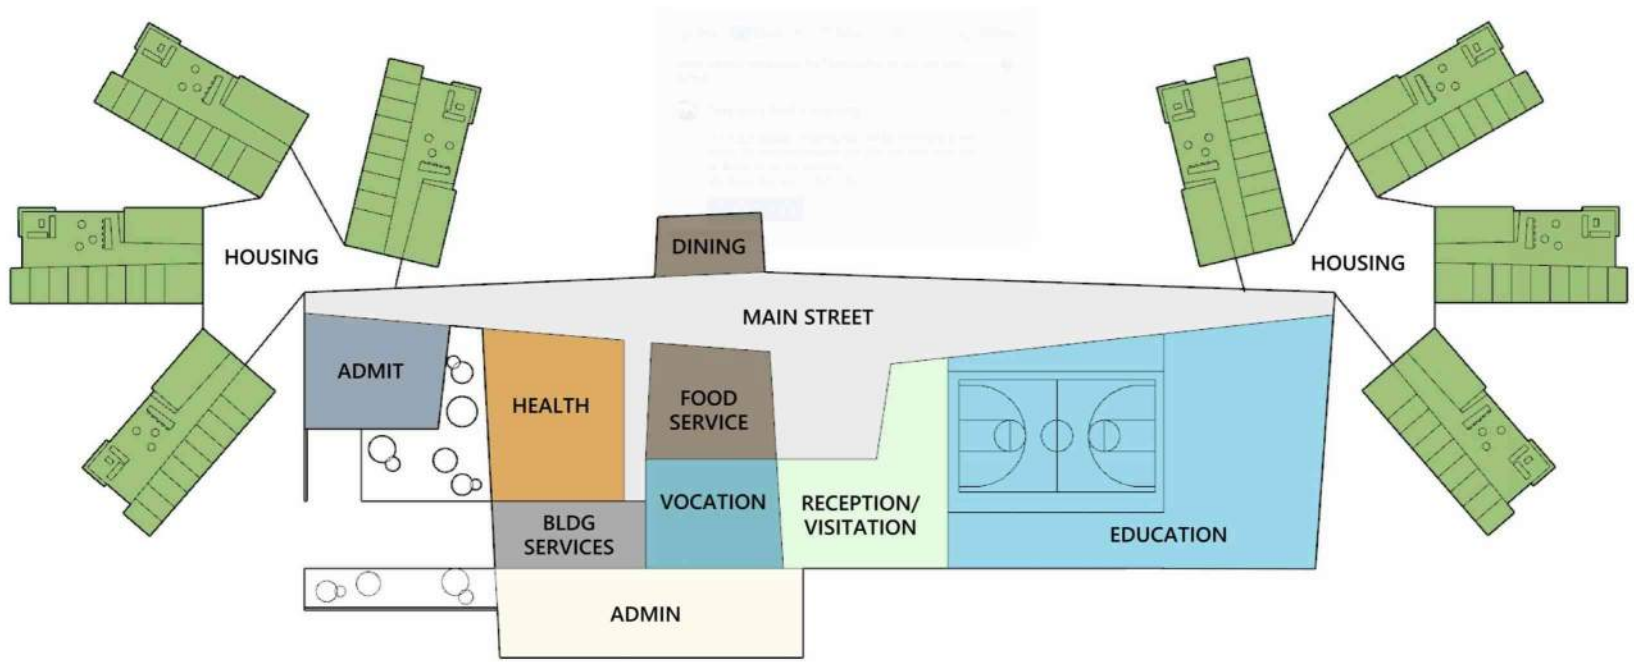 DINING
HOUSING
HOUSING
MAIN STREET
ADMIT
HEALTH
FOOD
SERVICE
VOCATION
RECEPTION/
VISITATION
BLDG
SERVICES
EDUCATION
ADMIN